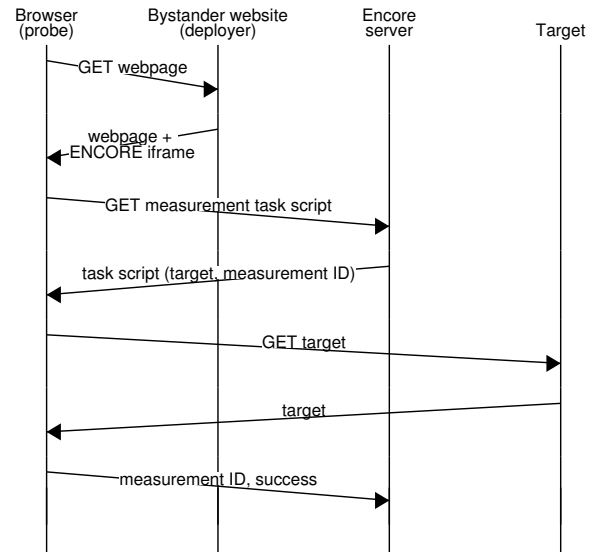 Browser
(probe)
Bystander website
(deployer)
Encore
server
Target
GET webpage
webpage +
ENCORE iframe
GET measurement task script
task script (target, measurement ID)
GET target
target
measurement ID, success